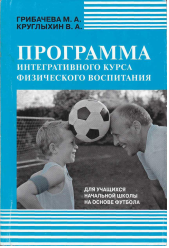 ГРИБАЧЕВА М. А.
КРУГЛЫХИН В. А.
ПРОГРАММА
ИНТЕГРАТИВНОГО КУРСА
ФИЗИЧЕСКОГО ВОСПИТАНИЯ
ДЛЯ УЧАЩИХСЯ
НАЧАЛЬНОЙ ШКОЛЫ
НА ОСНОВЕ ФУТБОЛА